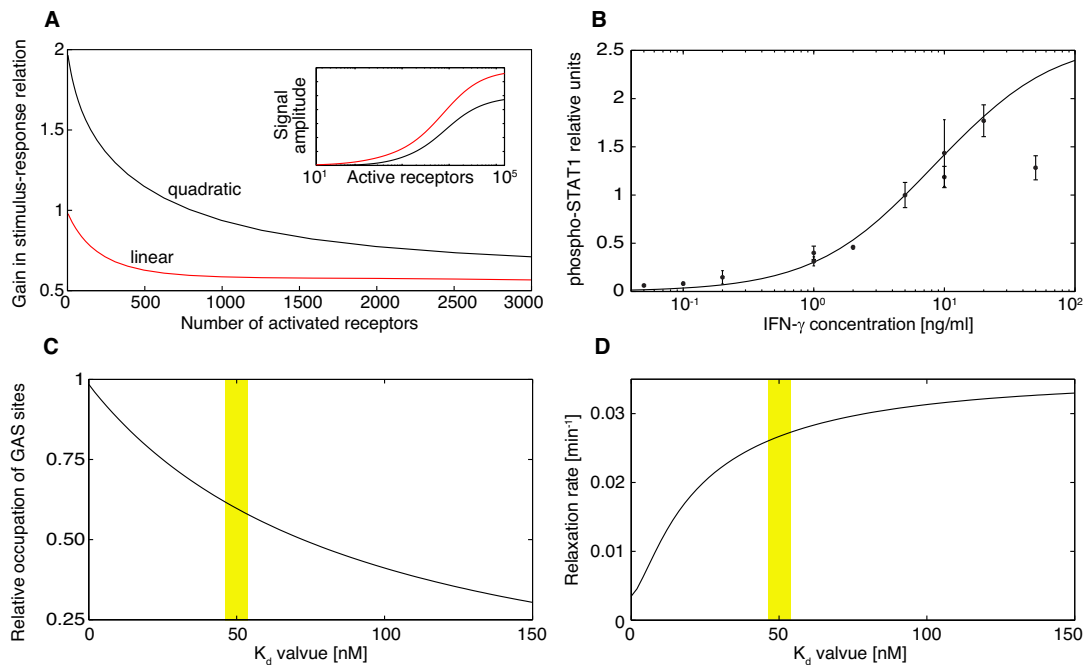 A
Gain in stimulus-response relation
2
1.5
1
0.5
0
500
1000
1500
2000
2500
3000
Number of activated receptors
quadratic
linear
Signal
amplitude
10¹
Active receptors
10⁵
B
phospho-STAT1 relative units
2.5
2
1.5
1
0.5
0
10⁻¹
10⁰
10¹
10²
IFN-γ concentration [ng/ml]
C
Relative occupation of GAS sites
1
0.75
0.50
0.25
0
50
100
150
K_d valvue [nM]
D
Relaxation rate [min⁻¹]
0.03
0.02
0.01
0
0
50
100
150
K_d valvue [nM]